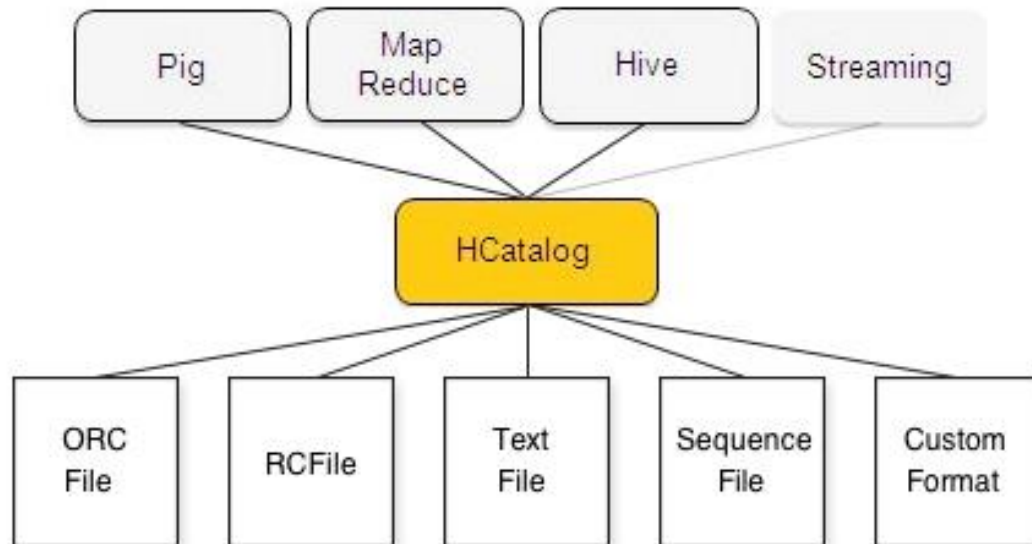 Pig
Map
Reduce
Hive
Streaming
HCatalog
ORC
File
RCFile
Text
File
Sequence
File
Custom
Format